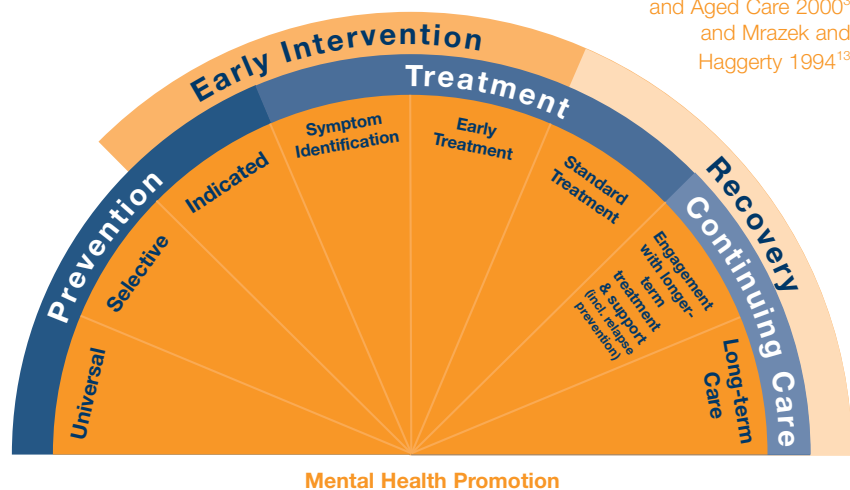 and Aged Care 2000³
and Mrazek and
Haggerty 1994¹³
Early Intervention
Recovery
Prevention
Treatment
Continuing Care
Universal
Selective
Indicated
Symptom
Identification
Early
Treatment
Standard
Treatment
Engagement
with longer-
term
treatment
& support
(incl. relapse
prevention)
Long-term
Care
Mental Health Promotion